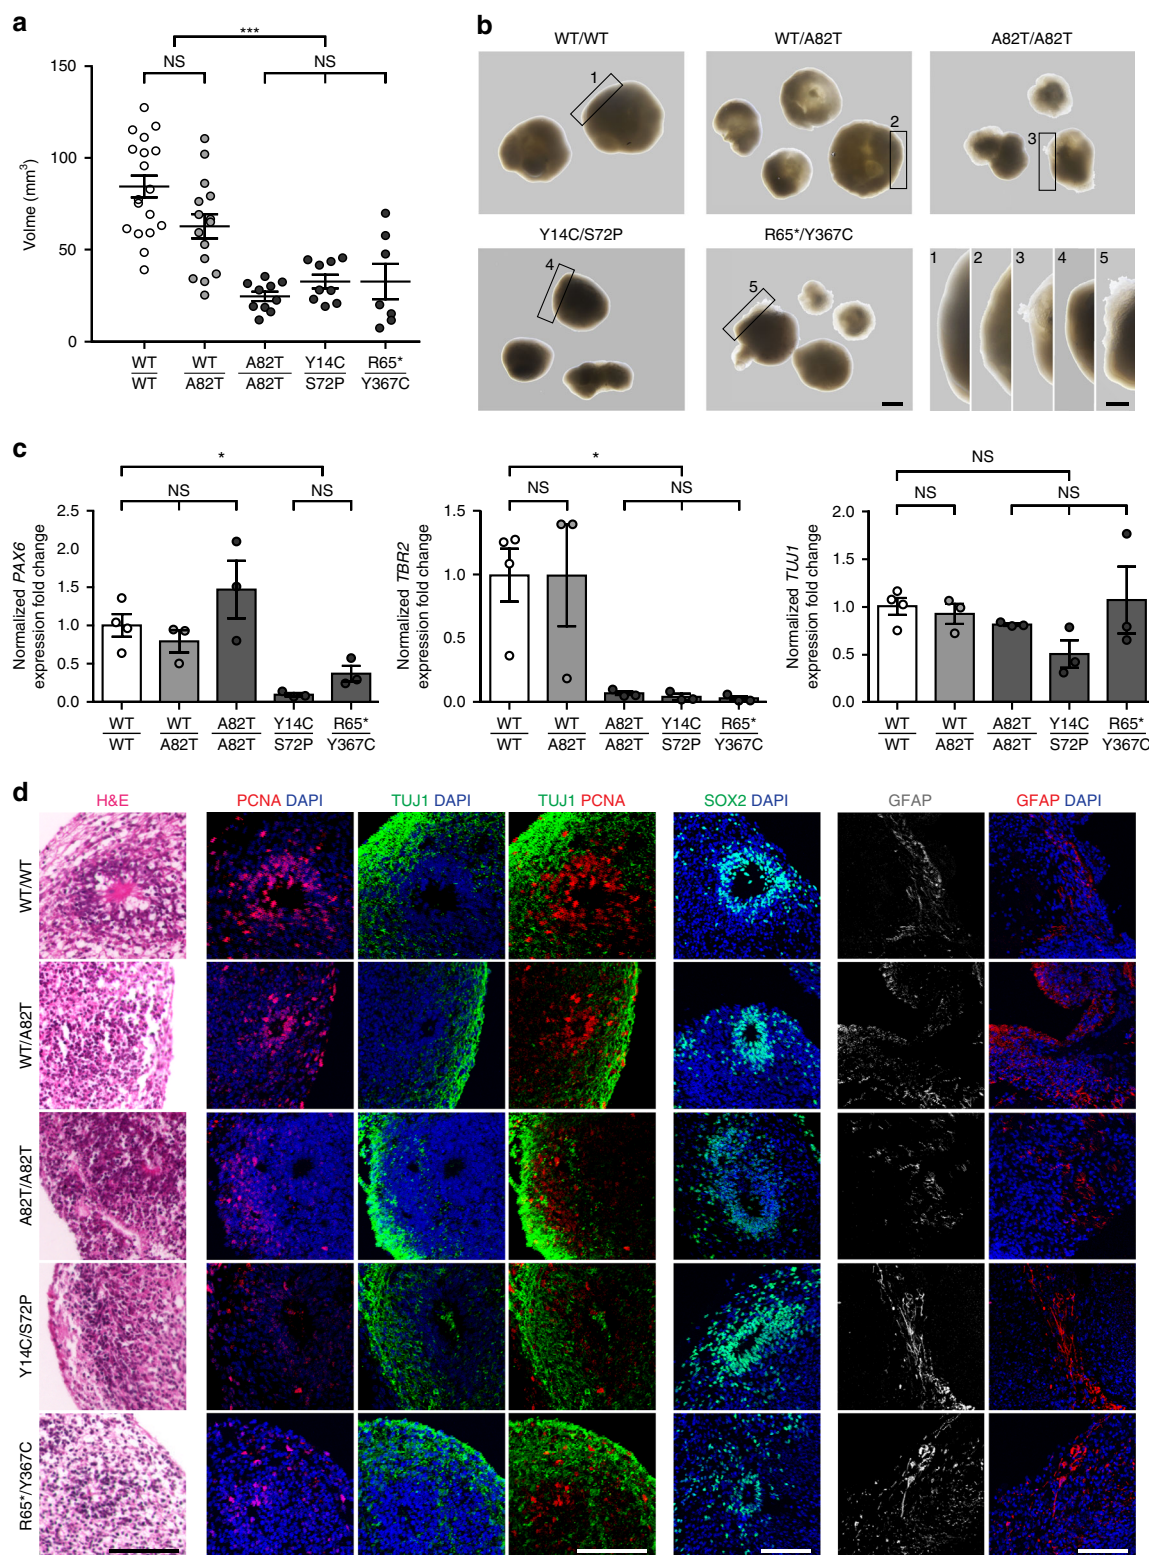 a
***
NS
NS
150
100
50
0
Volme (mm³)
WT
WT
WT
A82T
A82T
A82T
Y14C
S72P
R65*
Y367C
b
WT/WT
WT/A82T
A82T/A82T
1
2
3
Y14C/S72P
R65*/Y367C
4
5
1
2
3
4
5
c
*
NS
NS
2.5
2.0
1.5
1.0
0.5
0.0
Normalized PAX6
expression fold change
WT
WT
WT
A82T
A82T
A82T
Y14C
S72P
R65*
Y367C
*
NS
NS
1.5
1.0
0.5
0.0
Normalized TBR2
expression fold change
WT
WT
WT
A82T
A82T
A82T
Y14C
S72P
R65*
Y367C
NS
NS
NS
2.0
1.5
1.0
0.5
0.0
Normalized TUJ1
expression fold change
WT
WT
WT
A82T
A82T
A82T
Y14C
S72P
R65*
Y367C
d
H&E
PCNA DAPI
TUJ1 DAPI
TUJ1 PCNA
SOX2 DAPI
GFAP
GFAP DAPI
WT/WT
WT/A82T
A82T/A82T
Y14C/S72P
R65*/Y367C